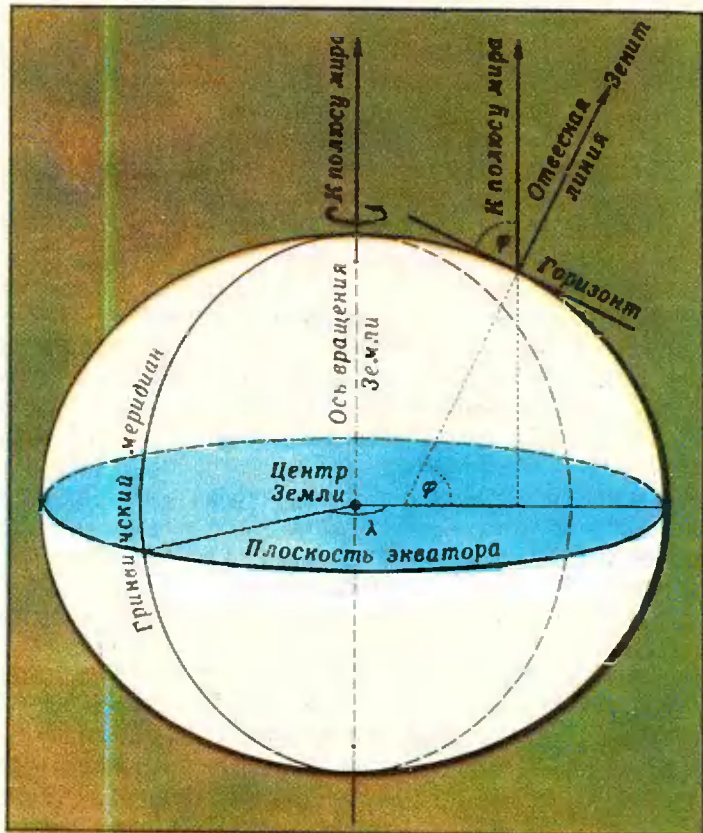 К полюсу мира
К полюсу мира
Отвесная
линия
Зенит
φ
Горизонт
Ось вращения
Земли
Гринвичский меридиан
Центр
Земли
φ
λ
Плоскость экватора